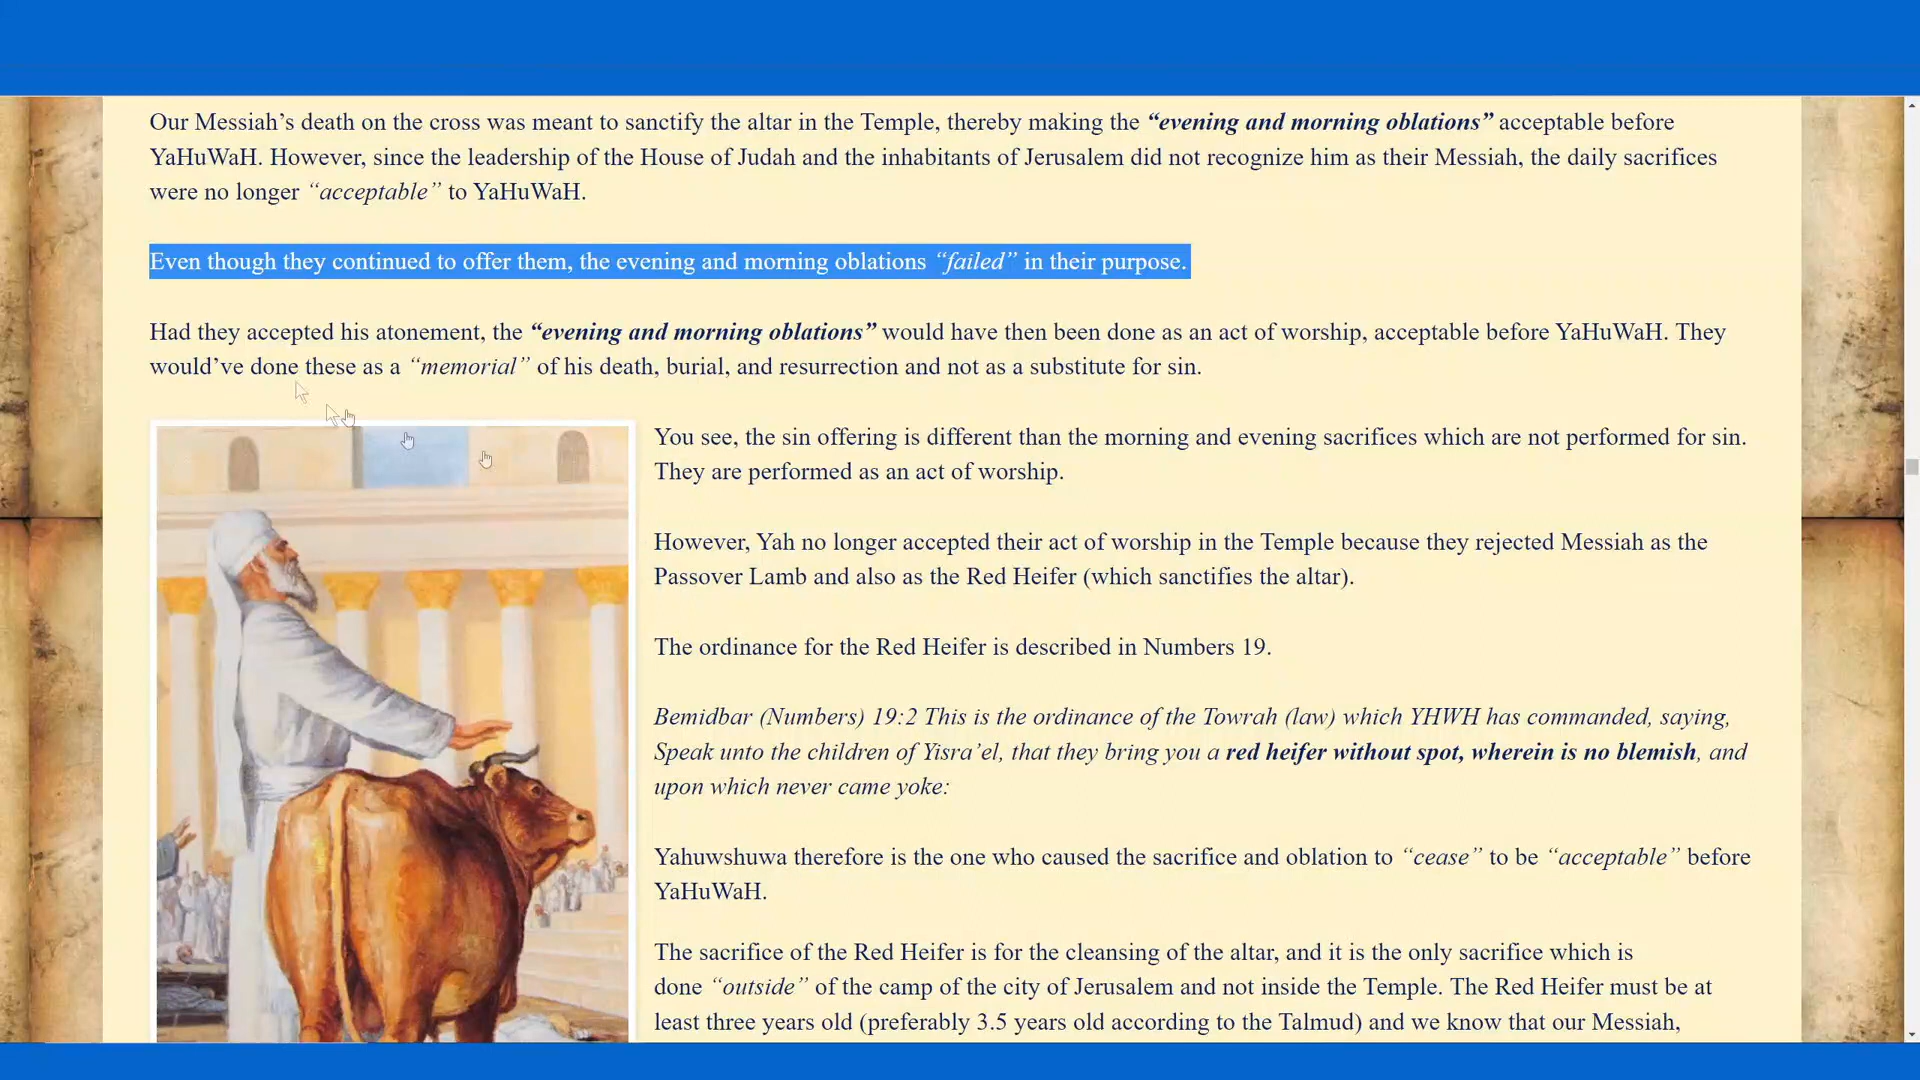 Our Messiah’s death on the cross was meant to sanctify the altar in the Temple, thereby making the “evening and morning oblations” acceptable before
YaHuWaH. However, since the leadership of the House of Judah and the inhabitants of Jerusalem did not recognize him as their Messiah, the daily sacrifices
were no longer “acceptable” to YaHuWaH.
Even though they continued to offer them, the evening and morning oblations “failed” in their purpose.
Had they accepted his atonement, the “evening and morning oblations” would have then been done as an act of worship, acceptable before YaHuWaH. They
would’ve done these as a “memorial” of his death, burial, and resurrection and not as a substitute for sin.
You see, the sin offering is different than the morning and evening sacrifices which are not performed for sin.
They are performed as an act of worship.
However, Yah no longer accepted their act of worship in the Temple because they rejected Messiah as the
Passover Lamb and also as the Red Heifer (which sanctifies the altar).
The ordinance for the Red Heifer is described in Numbers 19.
Bemidbar (Numbers) 19:2 This is the ordinance of the Towrah (law) which YHWH has commanded, saying,
Speak unto the children of Yisra’el, that they bring you a red heifer without spot, wherein is no blemish, and
upon which never came yoke:
Yahuwshuwa therefore is the one who caused the sacrifice and oblation to “cease” to be “acceptable” before
YaHuWaH.
The sacrifice of the Red Heifer is for the cleansing of the altar, and it is the only sacrifice which is
done “outside” of the camp of the city of Jerusalem and not inside the Temple. The Red Heifer must be at
least three years old (preferably 3.5 years old according to the Talmud) and we know that our Messiah,